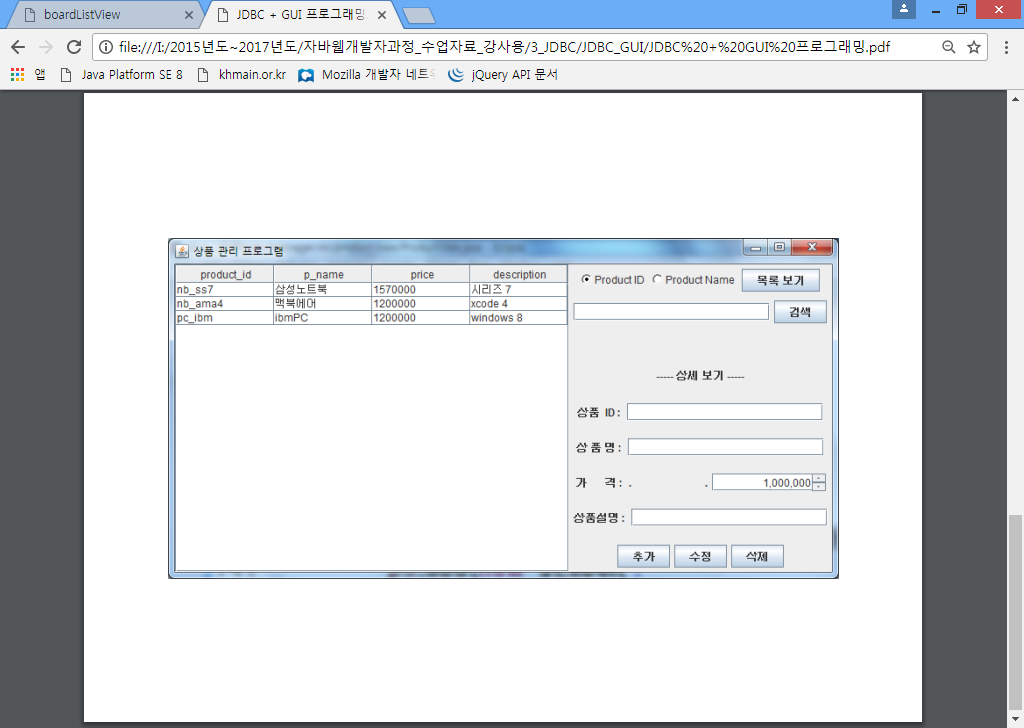 boardListView
JDBC + GUI 프로그래밍
file:///I:/2015년도~2017년도/자바웹개발자과정_수업자료_강사용/3_JDBC/JDBC_GUI/JDBC%20+%20GUI%20프로그래밍.pdf
앱 Java Platform SE 8 khmain.or.kr Mozilla 개발자 네트 jQuery API 문서
상품 관리 프로그램
product_id p_name price description
nb_ss7 삼성노트북 1570000 시리즈 7
nb_ama4 맥북에어 1200000 xcode 4
pc_ibm ibmPC 1200000 windows 8
Product ID Product Name 목록 보기
검색
----- 상세 보기 -----
상품 ID :
상 품 명 :
가 격 : . . 1,000,000
상품설명 :
추가 수정 삭제